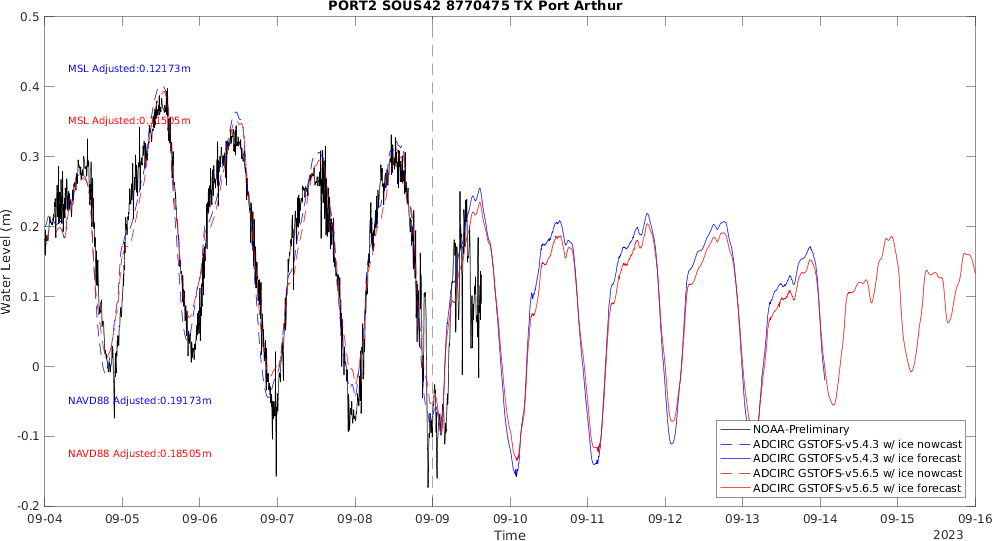 PORT2 SOUS42 8770475 TX Port Arthur
0.5
0.4
0.3
0.2
0.1
0
-0.1
-0.2
Water Level (m)
MSL Adjusted:0.12173m
MSL Adjusted:0.11505m
NAVD88 Adjusted:0.19173m
NAVD88 Adjusted:0.18505m
NOAA-Preliminary
ADCIRC GSTOFS-v5.4.3 w/ ice nowcast
ADCIRC GSTOFS-v5.4.3 w/ ice forecast
ADCIRC GSTOFS-v5.6.5 w/ ice nowcast
ADCIRC GSTOFS-v5.6.5 w/ ice forecast
09-04 09-05 09-06 09-07 09-08 09-09 09-10 09-11 09-12 09-13 09-14 09-15 09-16
Time
2023